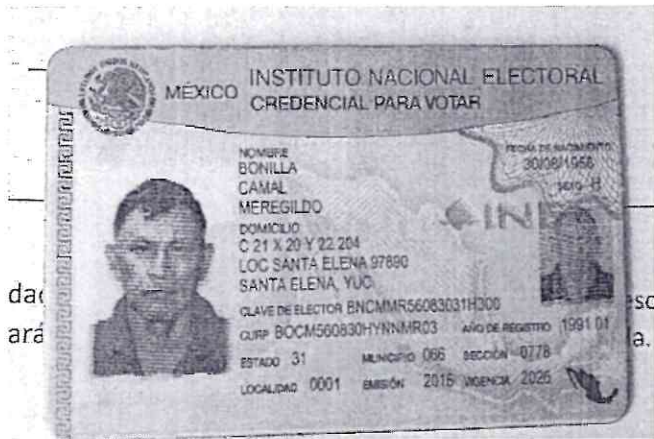 MÉXICO INSTITUTO NACIONAL ELECTORAL
CREDENCIAL PARA VOTAR
NOMBRE
BONILLA
CAMAL
MEREGILDO
FECHA DE NACIMIENTO
30/08/1956
SEXO H
INE
DOMICILIO
C 21 X 20 Y 22 204
LOC SANTA ELENA 97890
SANTA ELENA, YUC.
CLAVE DE ELECTOR BNCMMR56083031H300
CURP BOCM560830HYNNMR03 AÑO DE REGISTRO 1991 01
ESTADO 31 MUNICIPIO 066 SECCIÓN 0778
LOCALIDAD 0001 EMISIÓN 2016 VIGENCIA 2026